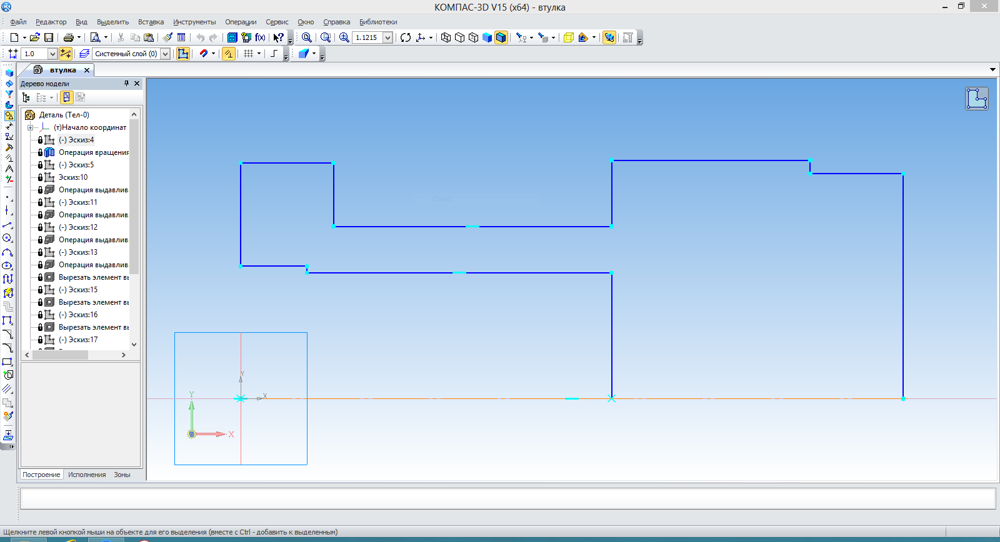 КОМПАС-3D V15 (x64) - втулка
Файл Редактор Вид Выделить Вставка Инструменты Операции Сервис Окно Справка Библиотеки
1.1215
f(x)
1.0 Системный слой (0)
втулка
Дерево модели
Деталь (Тел-0)
(т)Начало координат
(-) Эскиз:4
Операция вращения
(-) Эскиз:5
Эскиз:10
Операция выдавлив
(-) Эскиз:11
Операция выдавлив
(-) Эскиз:12
Операция выдавлив
(-) Эскиз:13
Операция выдавлив
Вырезать элемент вы
(-) Эскиз:15
Вырезать элемент вы
(-) Эскиз:16
Вырезать элемент вы
(-) Эскиз:17
Y
X
Y
X
Построение Исполнения Зоны
Щелкните левой кнопкой мыши на объекте для его выделения (вместе с Ctrl - добавить к выделенным)